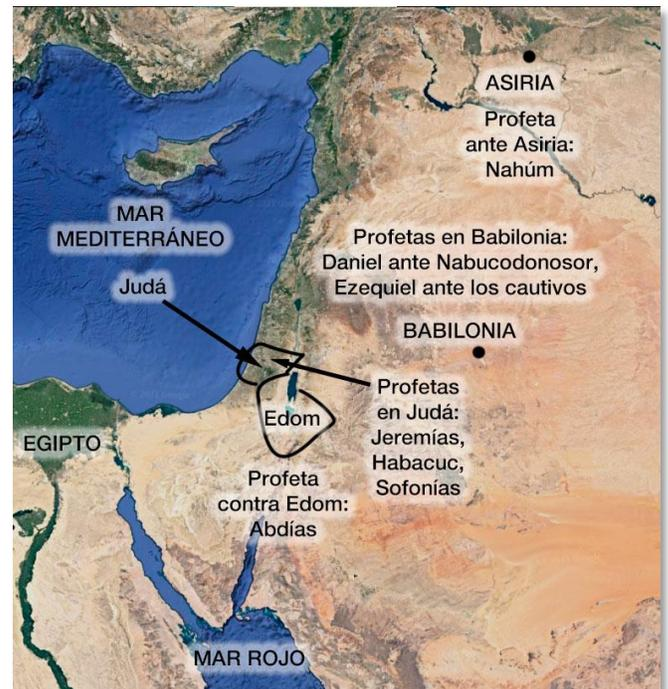 ASIRIA
Profeta
ante Asiria:
Nahúm
MAR
MEDITERRÁNEO
Profetas en Babilonia:
Daniel ante Nabucodonosor,
Ezequiel ante los cautivos
Judá
BABILONIA
Profetas
en Judá:
Jeremías,
Habacuc,
Sofonías
Edom
EGIPTO
Profeta
contra Edom:
Abdías
MAR ROJO